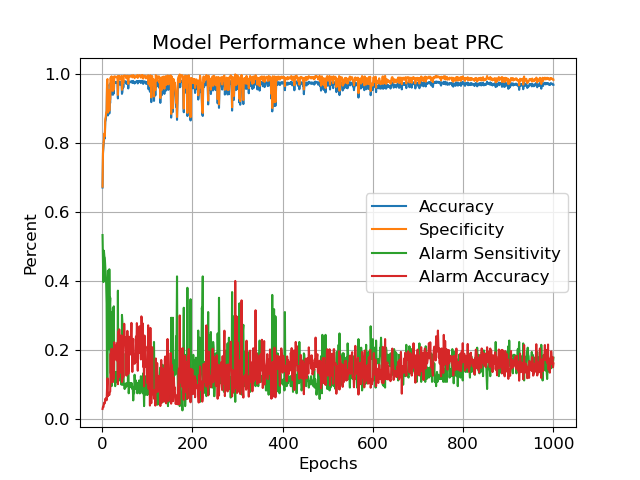 Model Performance when beat PRC
1.0
0.8
0.6
0.4
0.2
0.0
Percent
Accuracy
Specificity
Alarm Sensitivity
Alarm Accuracy
0 200 400 600 800 1000
Epochs